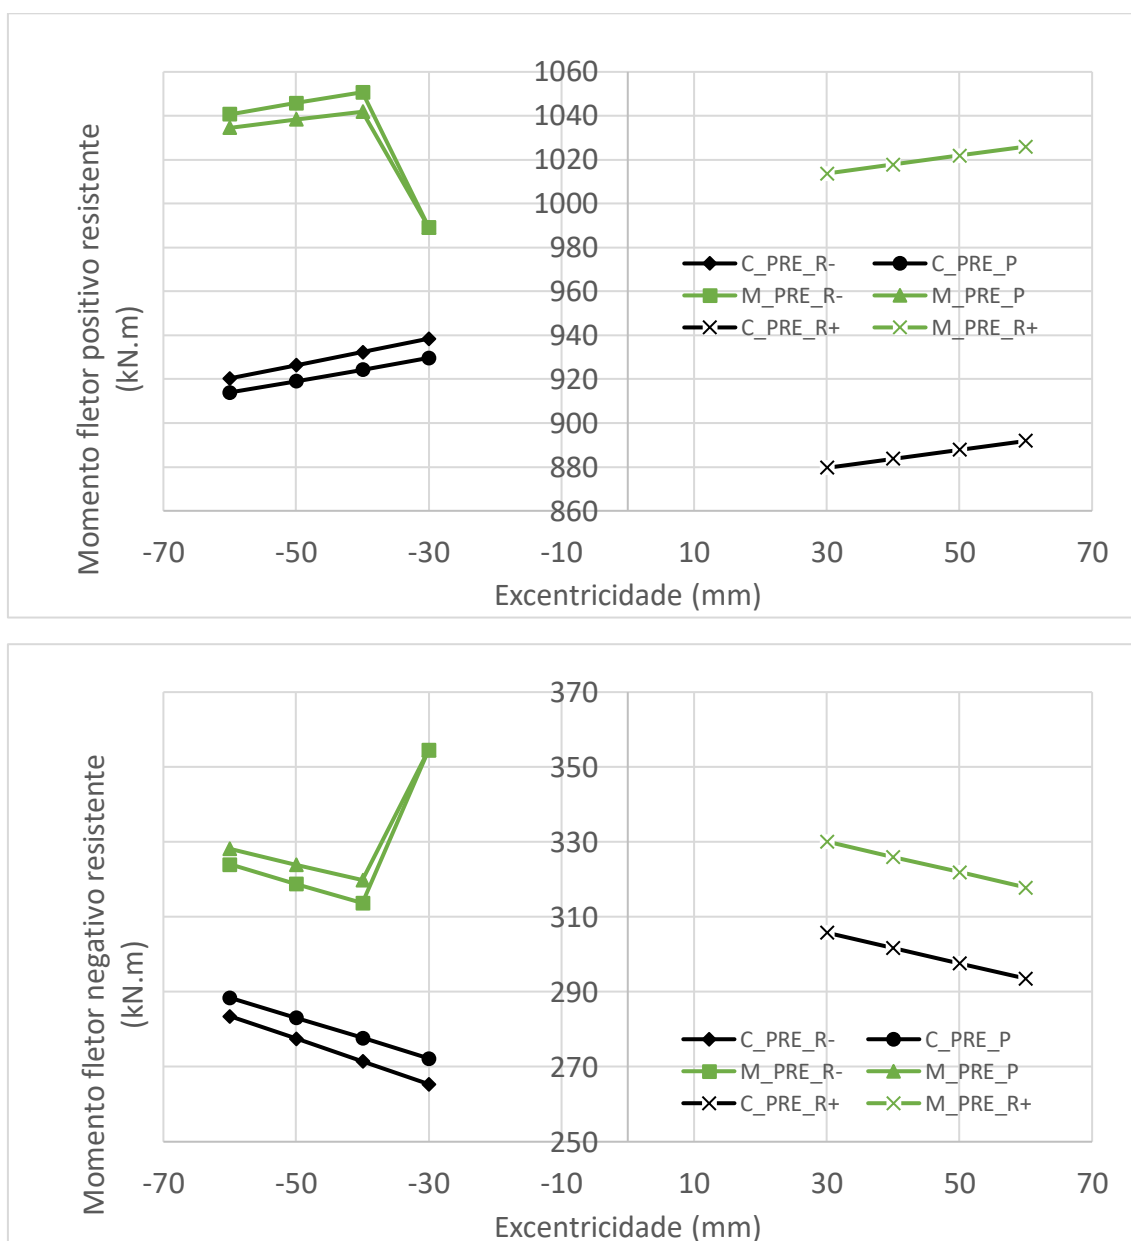 Momento fletor positivo resistente
(kN.m)
1060
1040
1020
1000
980
960
940
920
900
880
860
C_PRE_R- C_PRE_P
M_PRE_R- M_PRE_P
C_PRE_R+ M_PRE_R+
-70 -50 -30 -10 10 30 50 70
Excentricidade (mm)
Momento fletor negativo resistente
(kN.m)
370
350
330
310
290
270
250
C_PRE_R- C_PRE_P
M_PRE_R- M_PRE_P
C_PRE_R+ M_PRE_R+
-70 -50 -30 -10 10 30 50 70
Excentricidade (mm)